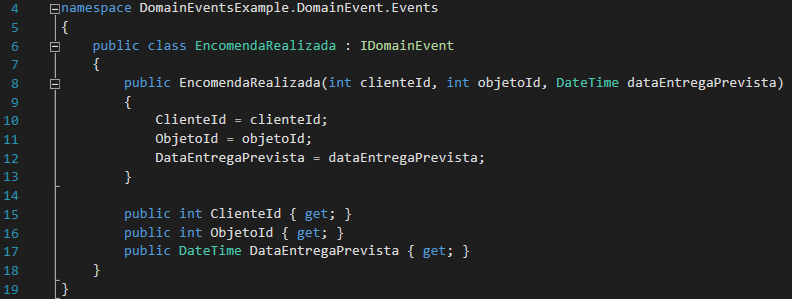 4 namespace DomainEventsExample.DomainEvent.Events
5 {
6 public class EncomendaRealizada : IDomainEvent
7 {
8 public EncomendaRealizada(int clienteId, int objetoId, DateTime dataEntregaPrevista)
9 {
10 ClienteId = clienteId;
11 ObjetoId = objetoId;
12 DataEntregaPrevista = dataEntregaPrevista;
13 }
14
15 public int ClienteId { get; }
16 public int ObjetoId { get; }
17 public DateTime DataEntregaPrevista { get; }
18 }
19 }